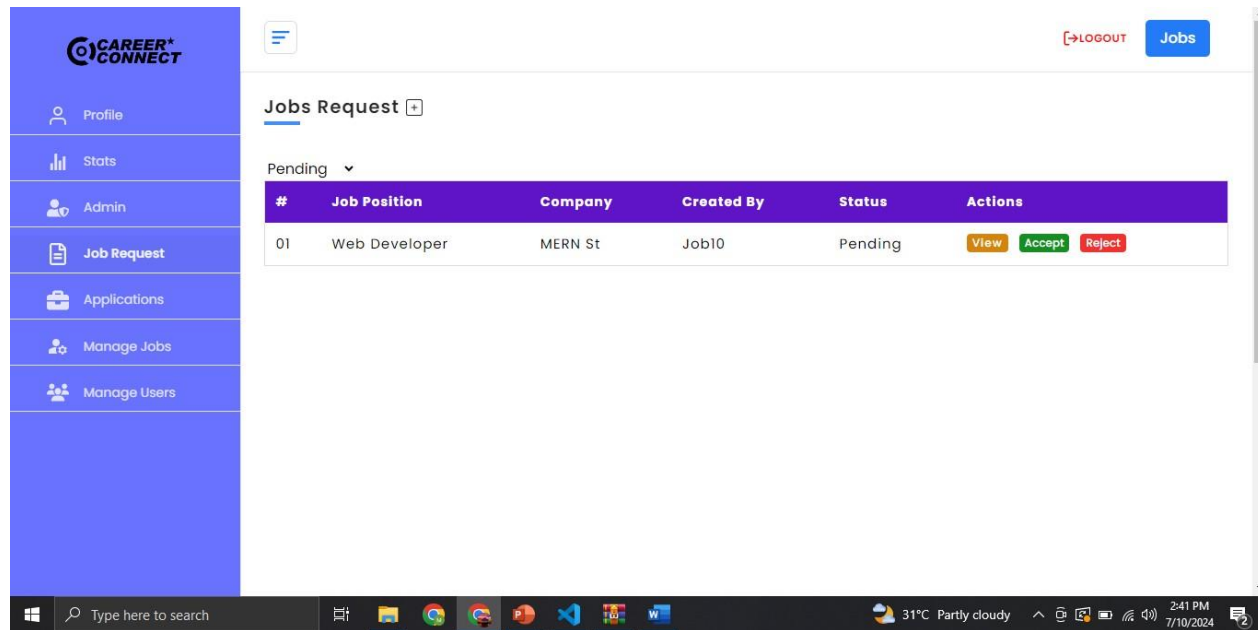 CAREER
CONNECT
LOGOUT
Jobs
Profile
Stats
Admin
Job Request
Applications
Manage Jobs
Manage Users
Jobs Request
Pending
# Job Position Company Created By Status Actions
01 Web Developer MERN St Job10 Pending View Accept Reject
Type here to search
31°C Partly cloudy
2:41 PM
7/10/2024
2